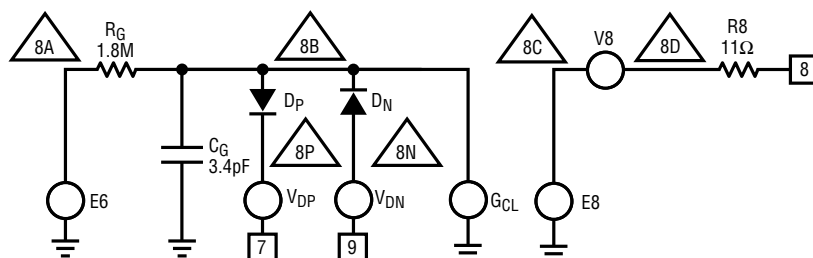 8A
RG
1.8M
8B
8C
V8
8D
R8
11Ω
8
DP
DN
CG
3.4pF
8P
8N
E6
VDP
VDN
GCL
E8
7
9